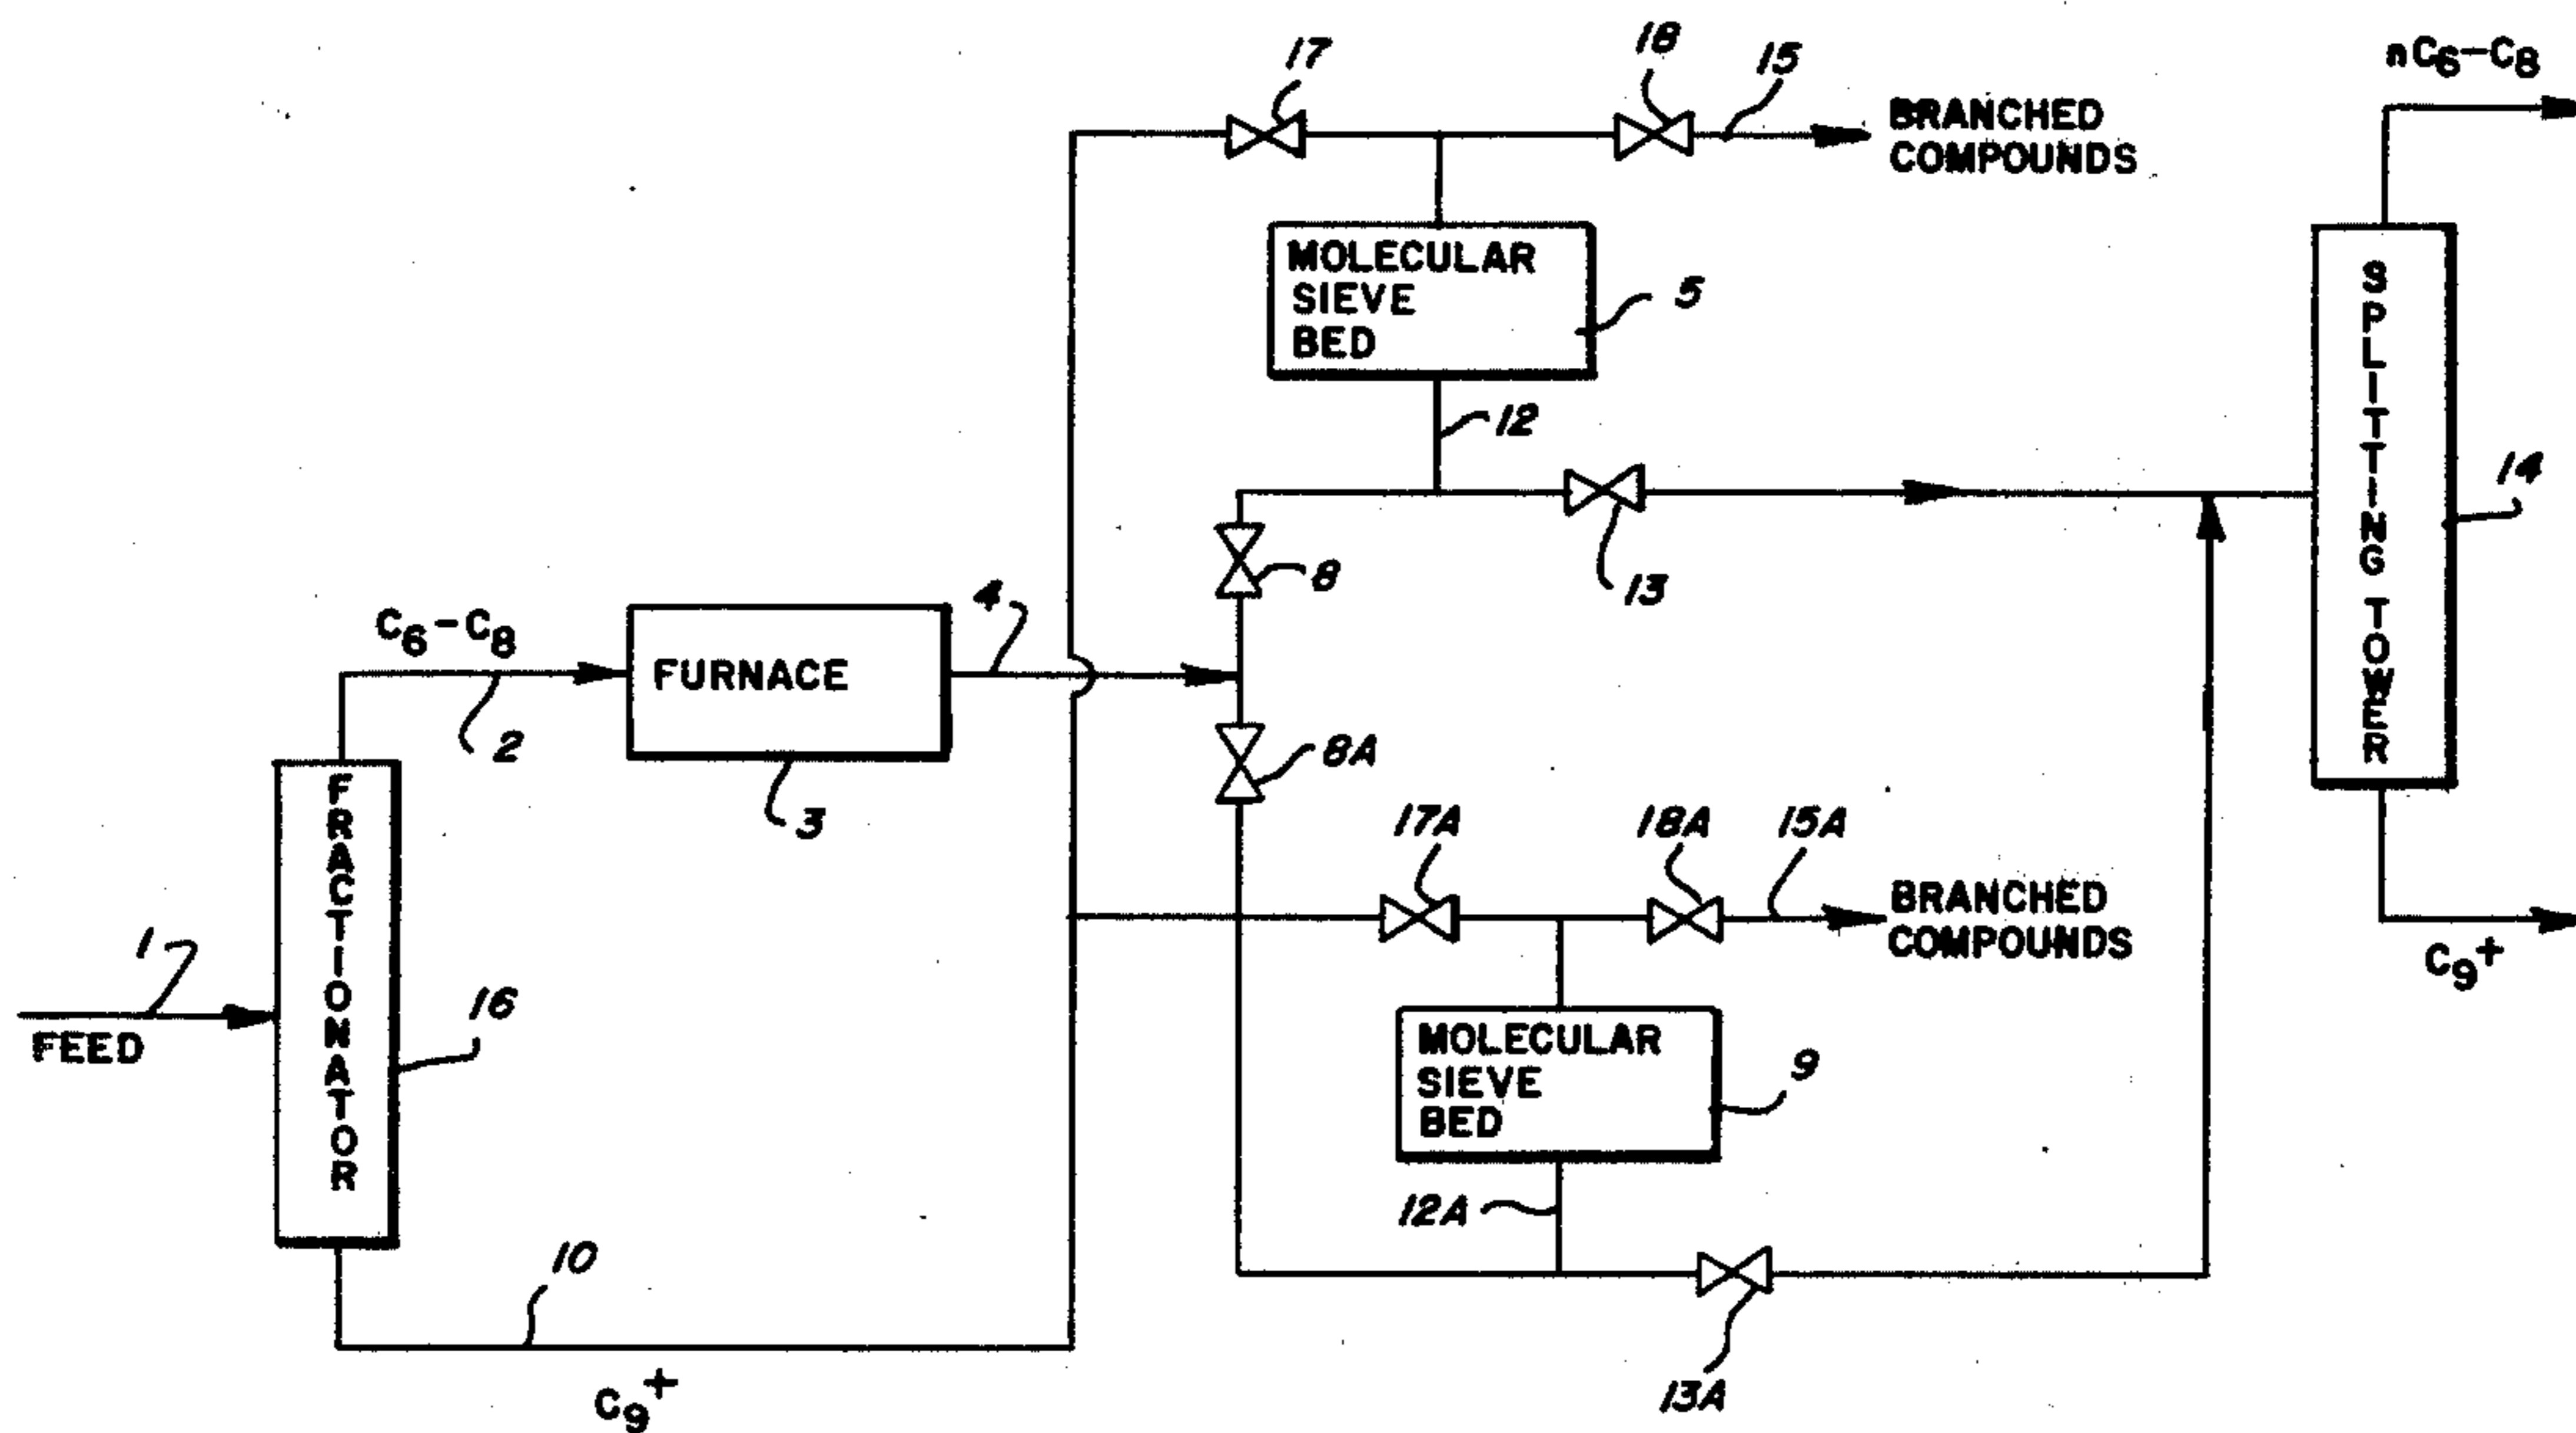 17
18
15
BRANCHED
COMPOUNDS
nC6-C8
MOLECULAR
SIEVE
BED
5
12
SPLITTING TOWER
14
13
8
C6-C8
2
FURNACE
3
4
8A
17A
18A
15A
BRANCHED
COMPOUNDS
C9+
FRACTIONATOR
1
FEED
16
MOLECULAR
SIEVE
BED
9
12A
10
C9+
13A